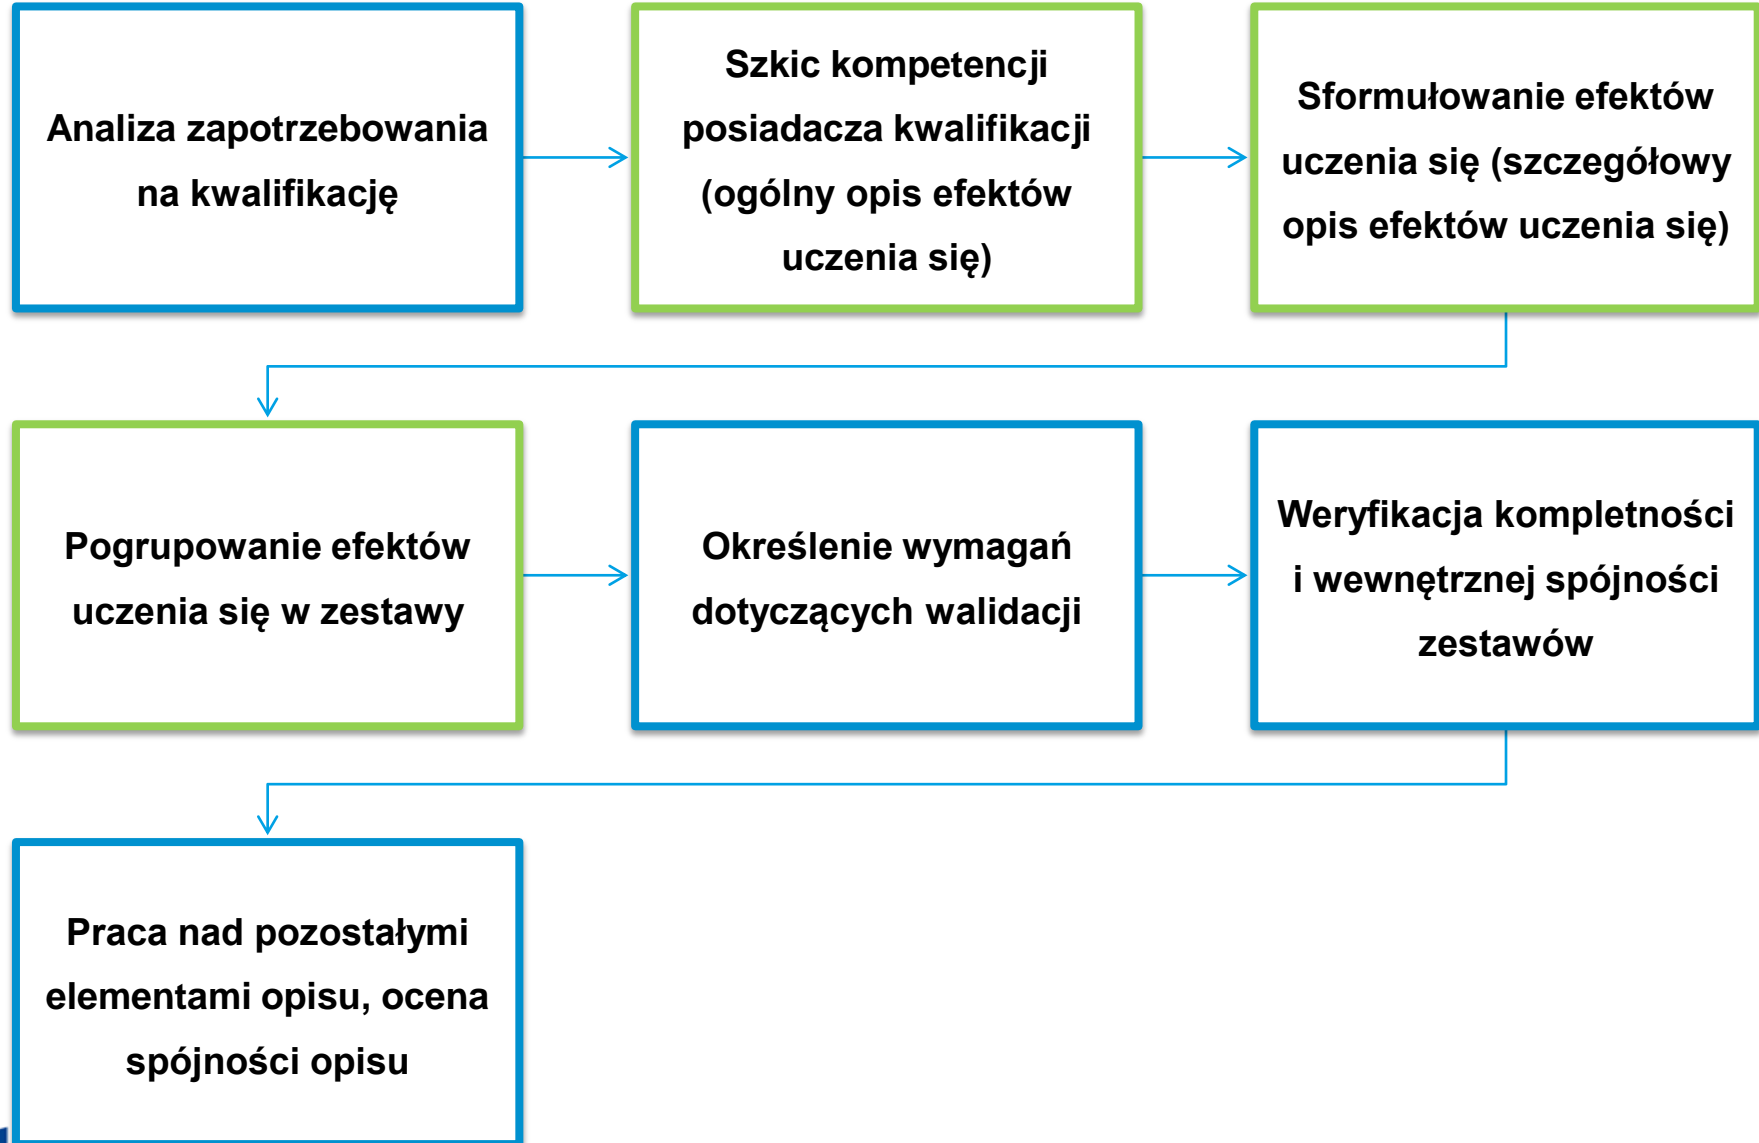 Analiza zapotrzebowania
na kwalifikację
Szkic kompetencji
posiadacza kwalifikacji
(ogólny opis efektów
uczenia się)
Sformułowanie efektów
uczenia się (szczegółowy
opis efektów uczenia się)
Pogrupowanie efektów
uczenia się w zestawy
Określenie wymagań
dotyczących walidacji
Weryfikacja kompletności
i wewnętrznej spójności
zestawów
Praca nad pozostałymi
elementami opisu, ocena
spójności opisu